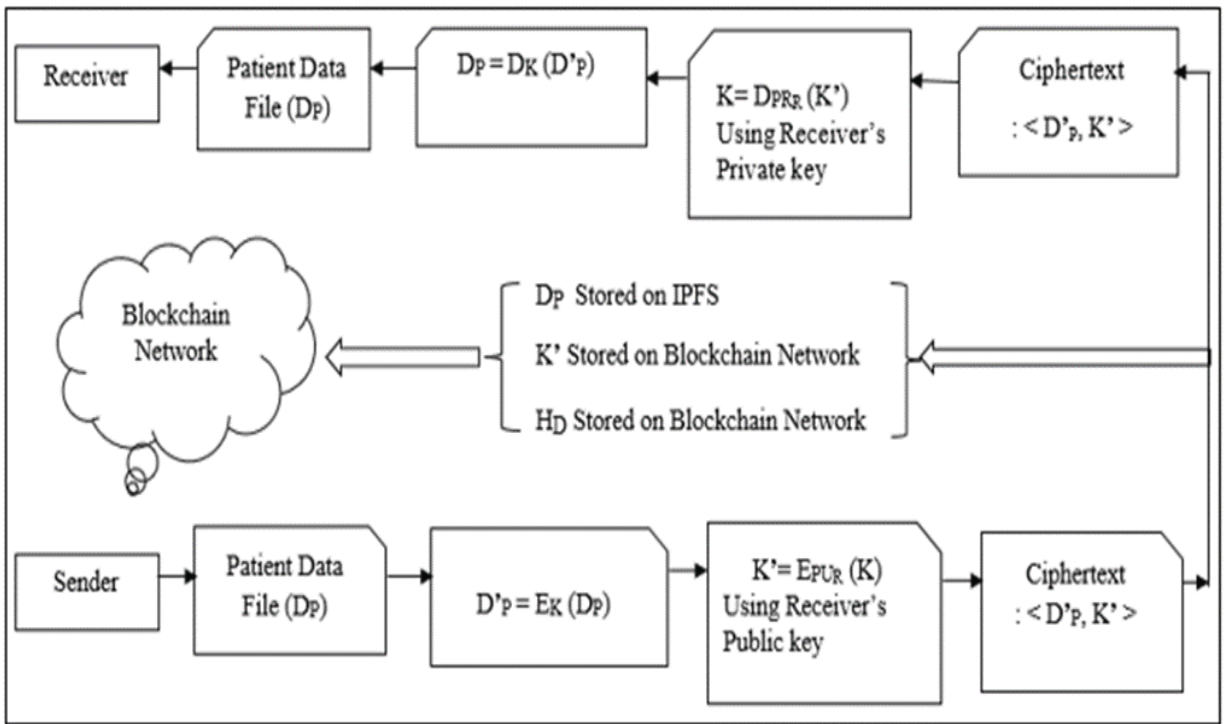 Receiver
Patient Data
File (DP)
DP = DK (D’P)
K= DPRR (K’)
Using Receiver’s
Private key
Ciphertext
: < D’P, K’ >
Blockchain
Network
DP Stored on IPFS
K’ Stored on Blockchain Network
HD Stored on Blockchain Network
Sender
Patient Data
File (DP)
D’P = EK (DP)
K’= EPUR (K)
Using Receiver’s
Public key
Ciphertext
: < D’P, K’ >